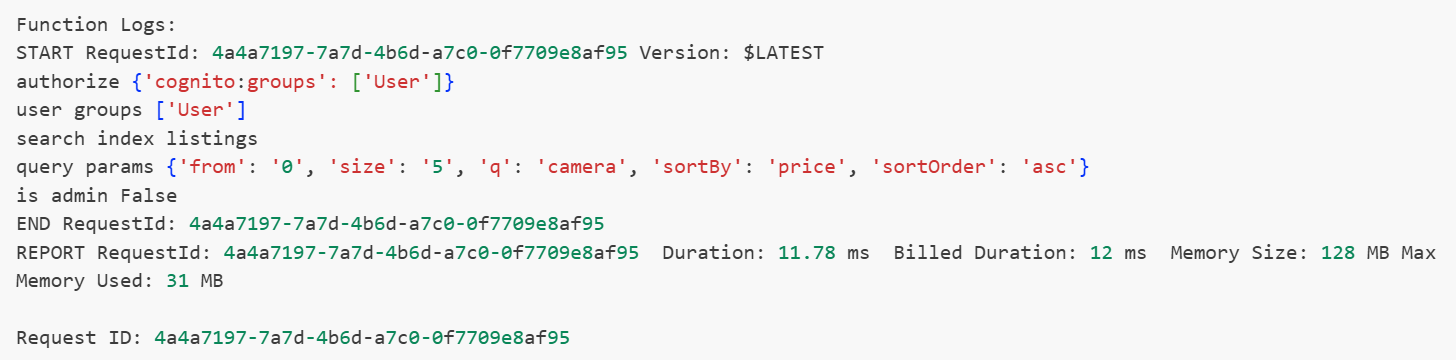 Function Logs:
START RequestId: 4a4a7197-7a7d-4b6d-a7c0-0f7709e8af95 Version: $LATEST
authorize {'cognito:groups': ['User']}
user groups ['User']
search index listings
query params {'from': '0', 'size': '5', 'q': 'camera', 'sortBy': 'price', 'sortOrder': 'asc'}
is admin False
END RequestId: 4a4a7197-7a7d-4b6d-a7c0-0f7709e8af95
REPORT RequestId: 4a4a7197-7a7d-4b6d-a7c0-0f7709e8af95  Duration: 11.78 ms  Billed Duration: 12 ms  Memory Size: 128 MB Max
Memory Used: 31 MB
Request ID: 4a4a7197-7a7d-4b6d-a7c0-0f7709e8af95